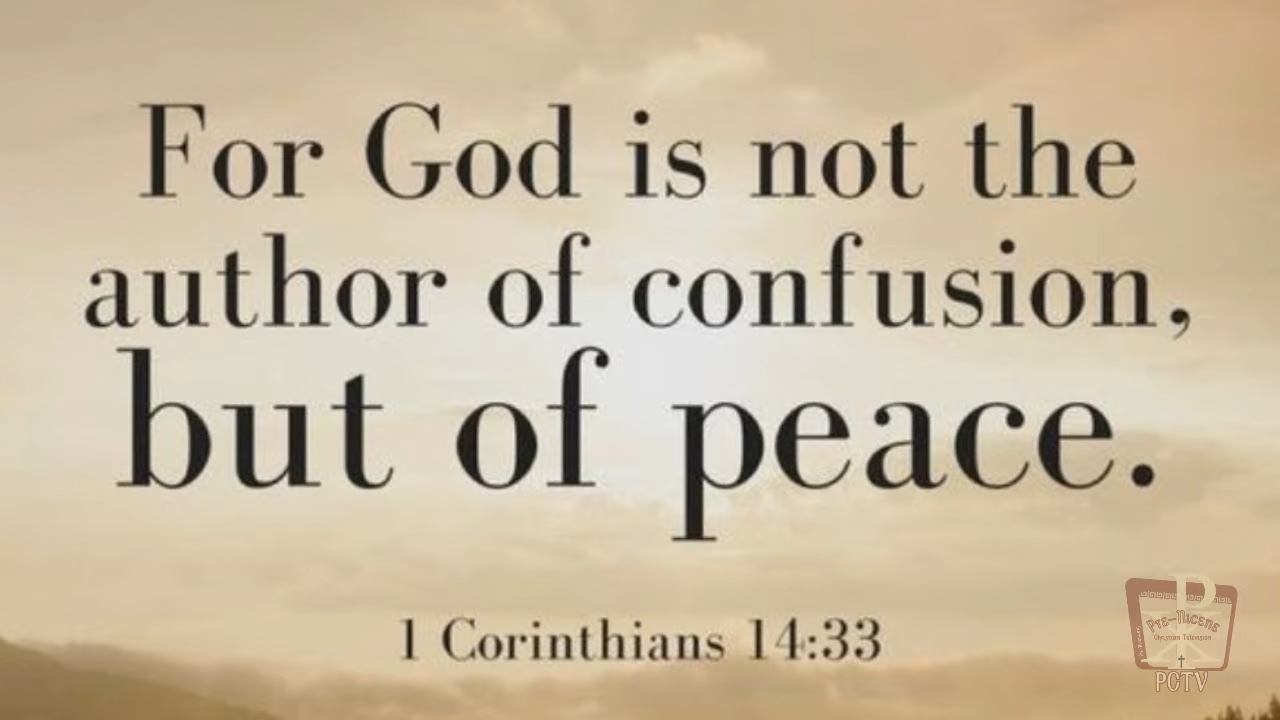 For God is not the
author of confusion,
but of peace.
1 Corinthians 14:33
Pre-Nicene
PCTV